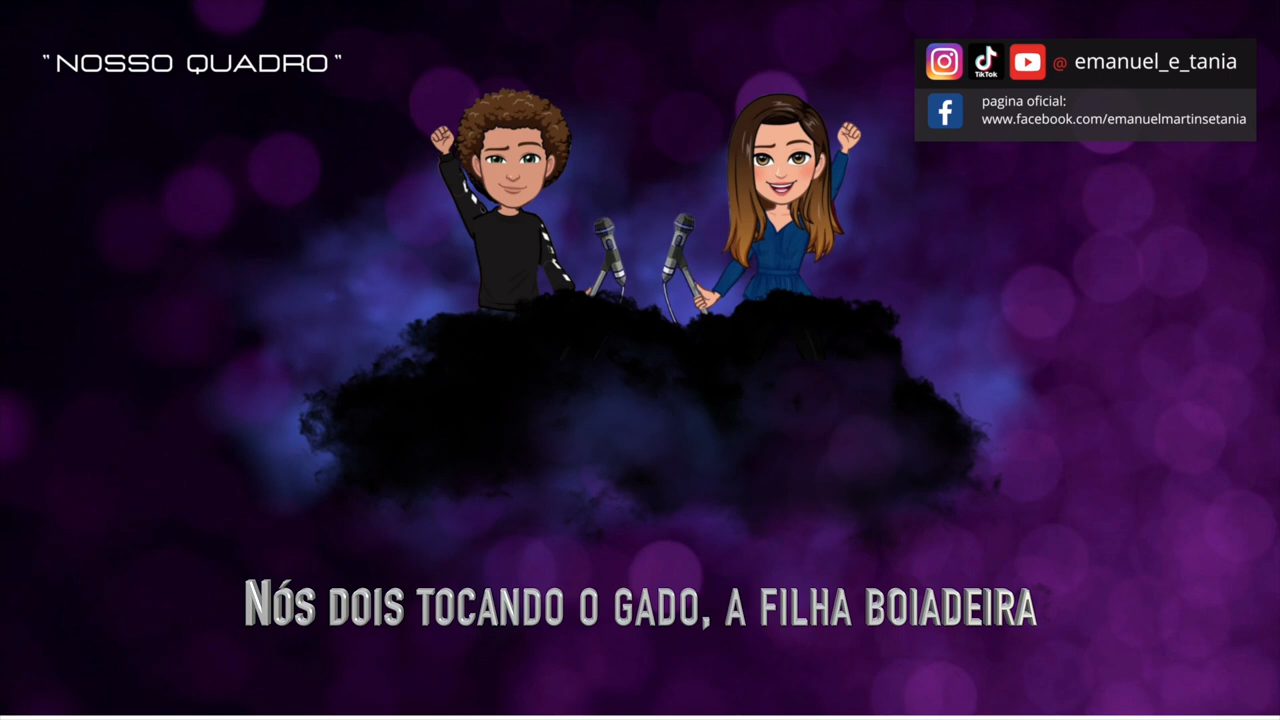 "NOSSO QUADRO"
TikTok
@ emanuel_e_tania
pagina oficial:
www.facebook.com/emanuelmartinsetania
NÓS DOIS TOCANDO O GADO, A FILHA BOIADEIRA